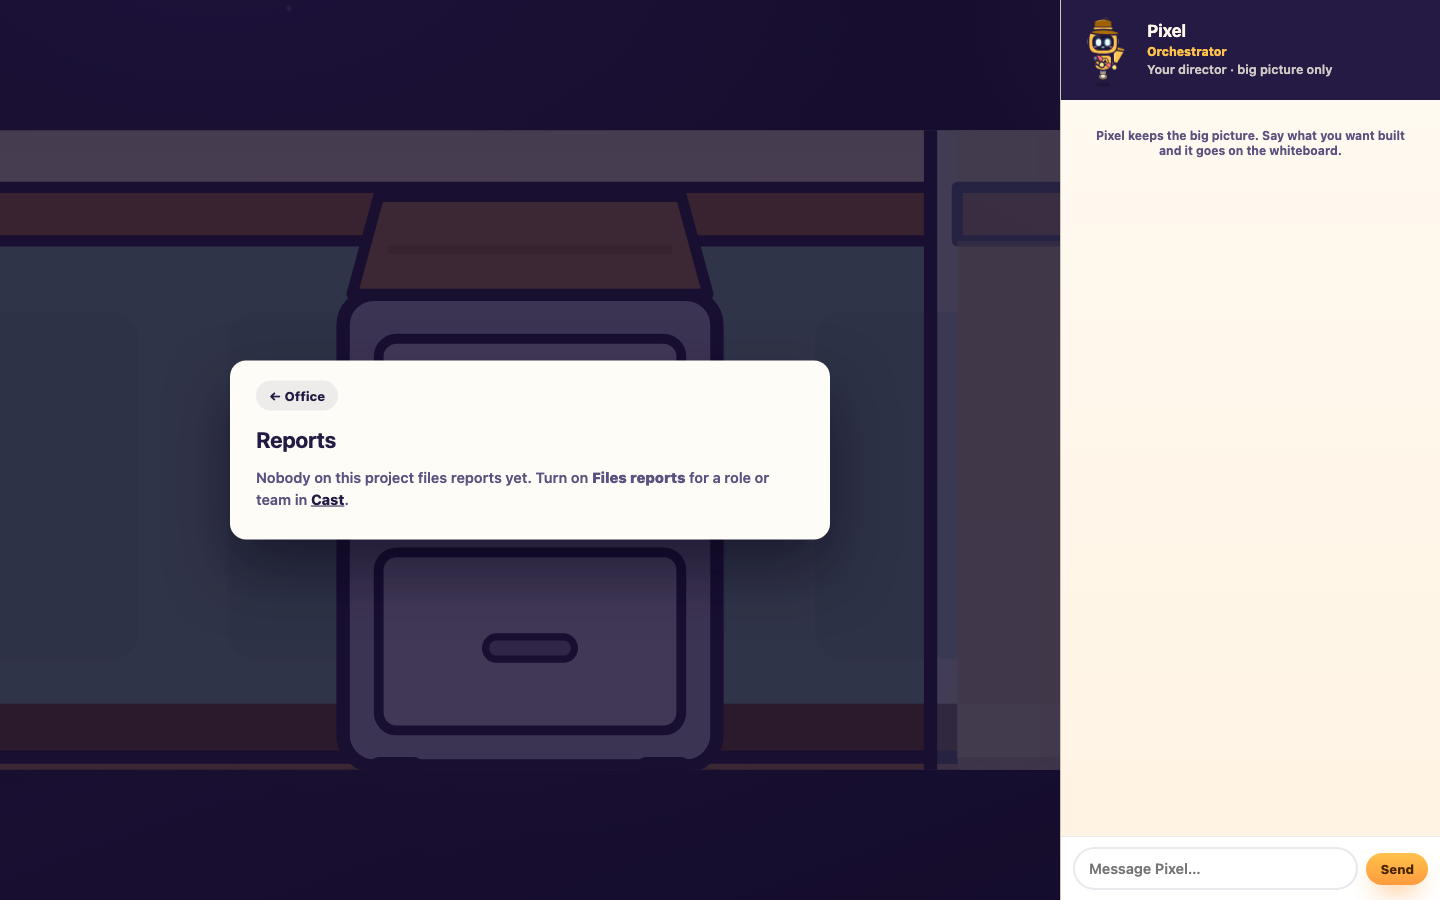 ← Office
Reports
Nobody on this project files reports yet. Turn on Files reports for a role or
team in Cast.
Pixel
Orchestrator
Your director · big picture only
Pixel keeps the big picture. Say what you want built
and it goes on the whiteboard.
Message Pixel...
Send